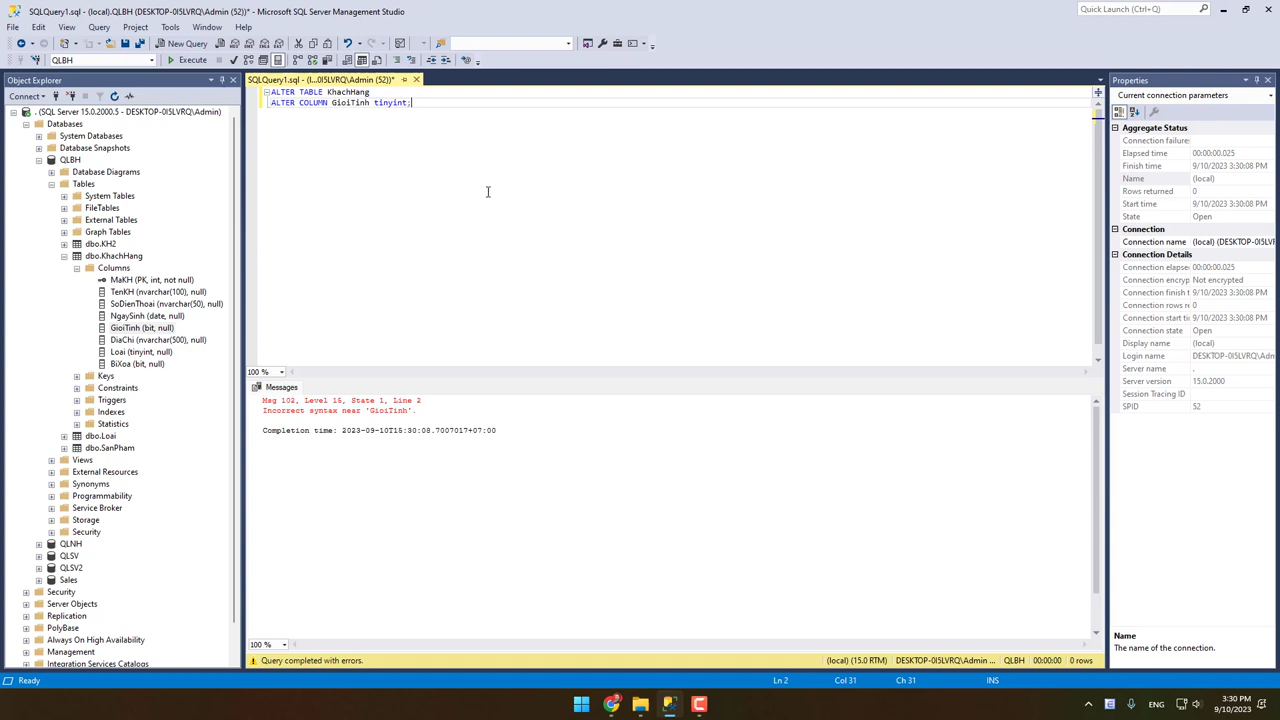 SQLQuery1.sql - (local).QLBH (DESKTOP-0I5LVRQ\Admin (52))* - Microsoft SQL Server Management Studio
Quick Launch (Ctrl+Q)
File Edit View Query Project Tools Window Help
New Query
QLBH
Execute
Object Explorer
SQLQuery1.sql - (l...0I5LVRQ\Admin (52))*
Properties
Connect
Current connection parameters
ALTER TABLE KhachHang
ALTER COLUMN GioiTinh tinyint;
. (SQL Server 15.0.2000.5 - DESKTOP-0I5LVRQ\Admin)
Databases
System Databases
Database Snapshots
QLBH
Database Diagrams
Tables
System Tables
FileTables
External Tables
Graph Tables
dbo.KH2
dbo.KhachHang
Columns
MaKH (PK, int, not null)
TenKH (nvarchar(100), null)
SoDienThoai (nvarchar(50), null)
NgaySinh (date, null)
GioiTinh (bit, null)
DiaChi (nvarchar(500), null)
Loai (tinyint, null)
BiXoa (bit, null)
Keys
Constraints
Triggers
Indexes
Statistics
dbo.Loai
dbo.SanPham
Views
External Resources
Synonyms
Programmability
Service Broker
Storage
Security
QLNH
QLSV
QLSV2
Sales
Security
Server Objects
Replication
PolyBase
Always On High Availability
Management
Integration Services Catalogs
100 %
Messages
Msg 102, Level 15, State 1, Line 2
Incorrect syntax near 'GioiTinh'.
Completion time: 2023-09-10T15:30:08.7007017+07:00
100 %
Query completed with errors.
(local) (15.0 RTM) DESKTOP-0I5LVRQ\Admin ... QLBH 00:00:00 0 rows
Aggregate Status
Connection failure
Elapsed time 00:00:00.025
Finish time 9/10/2023 3:30:08 PM
Name (local)
Rows returned 0
Start time 9/10/2023 3:30:08 PM
State Open
Connection
Connection name (local) (DESKTOP-0I5LVF
Connection Details
Connection elapse 00:00:00.025
Connection encryp Not encrypted
Connection finish t 9/10/2023 3:30:08 PM
Connection rows re 0
Connection start tir 9/10/2023 3:30:08 PM
Connection state Open
Display name (local)
Login name DESKTOP-0I5LVRQ\Adm
Server name .
Server version 15.0.2000
Session Tracing ID
SPID 52
Name
The name of the connection.
Ready
Ln 2 Col 31 Ch 31 INS
ENG
3:30 PM
9/10/2023